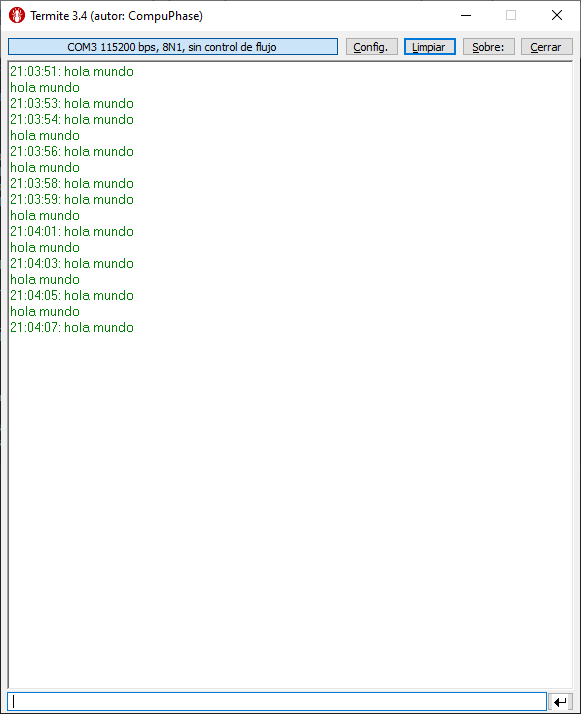 Termite 3.4 (autor: CompuPhase)
COM3 115200 bps, 8N1, sin control de flujo
Config.
Limpiar
Sobre:
Cerrar
21:03:51: hola mundo
hola mundo
21:03:53: hola mundo
21:03:54: hola mundo
hola mundo
21:03:56: hola mundo
hola mundo
21:03:58: hola mundo
21:03:59: hola mundo
hola mundo
21:04:01: hola mundo
hola mundo
21:04:03: hola mundo
hola mundo
21:04:05: hola mundo
hola mundo
21:04:07: hola mundo